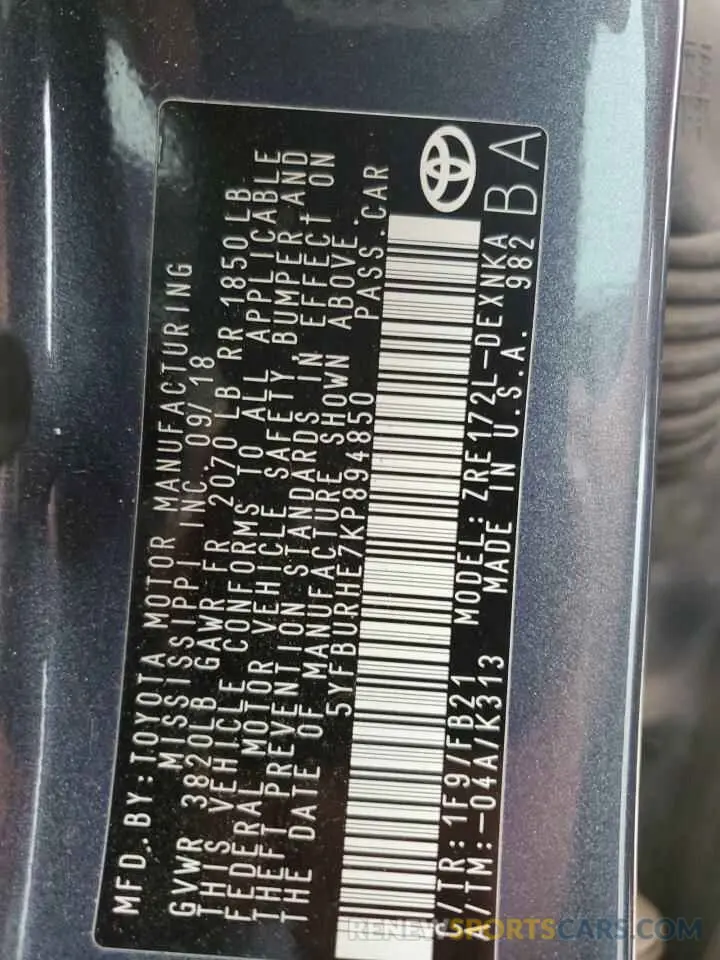 MFD. BY: TOYOTA MOTOR MANUFACTURING
MISSISSIPPI INC. 09/18
GVWR 3820LB GAWR FR 2070 LB RR 1850 LB
THIS VEHICLE CONFORMS TO ALL APPLICABLE
FEDERAL MOTOR VEHICLE SAFETY, BUMPER AND
THEFT PREVENTION STANDARDS IN EFFECT ON
THE DATE OF MANUFACTURE SHOWN ABOVE.
5YFBURHE7KP894850 PASS.CAR
/TR: 1F9/FB21 MODEL: ZRE172L-DEXNKA
A/TM:-04A/K313 MADE IN U.S.A. 982
BA
RENEWSPORTSCARS.COM